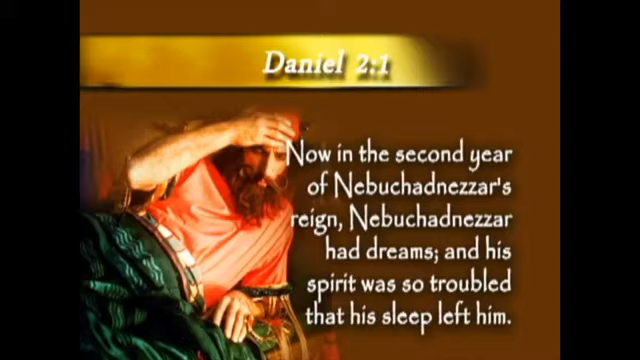 Daniel 2:1
Now in the second year
of Nebuchadnezzar's
reign, Nebuchadnezzar
had dreams; and his
spirit was so troubled
that his sleep left him.